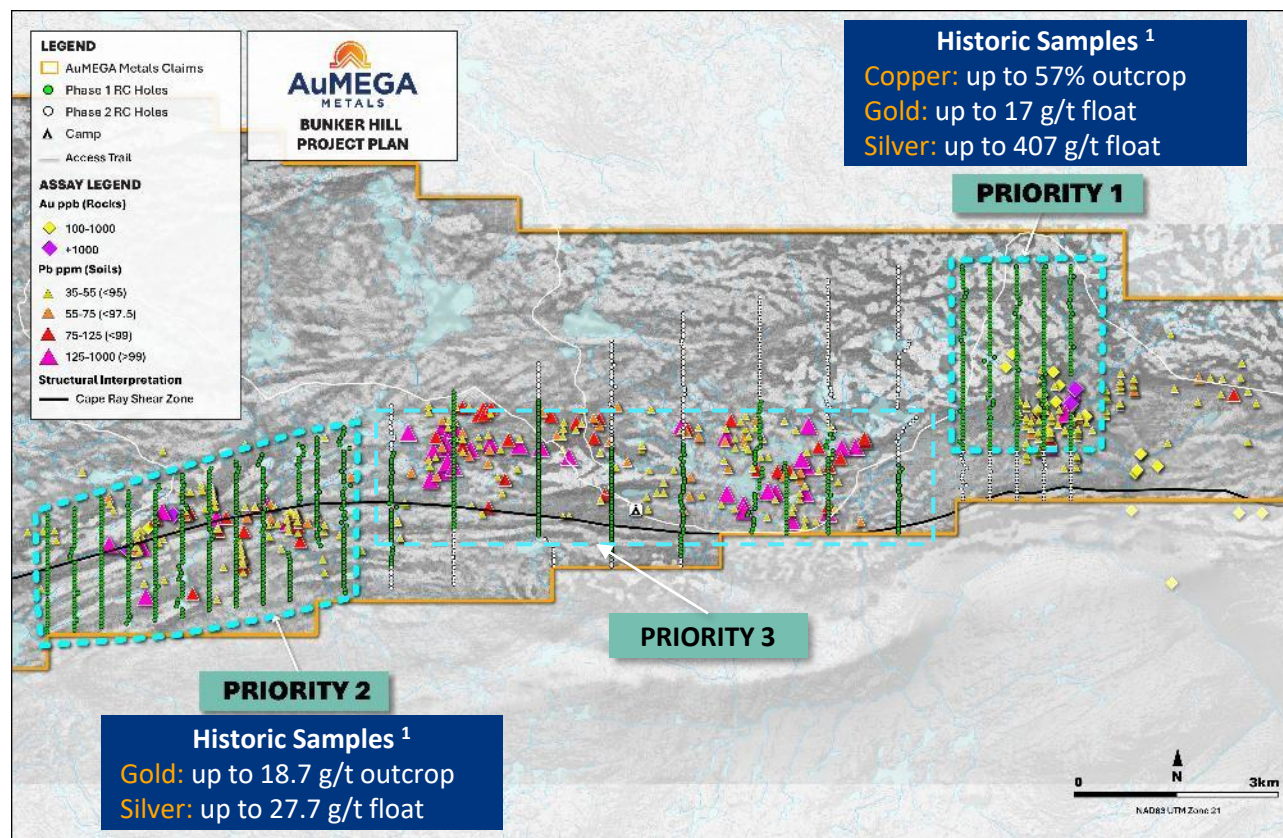 LEGEND
AuMEGA Metals Claims
Phase 1 RC Holes
Phase 2 RC Holes
Camp
Access Trail
ASSAY LEGEND
Au ppb (Rocks)
100-1000
+1000
Pb ppm (Soils)
35-55 (<95)
55-75 (<97.5)
75-125 (<99)
125-1000 (>99)
Structural Interpretation
Cape Ray Shear Zone
AuMEGA
METALS
BUNKER HILL
PROJECT PLAN
Historic Samples ¹
Copper: up to 57% outcrop
Gold: up to 17 g/t float
Silver: up to 407 g/t float
PRIORITY 1
PRIORITY 3
PRIORITY 2
Historic Samples ¹
Gold: up to 18.7 g/t outcrop
Silver: up to 27.7 g/t float
N
0 3km
NAD83 UTM Zone 21